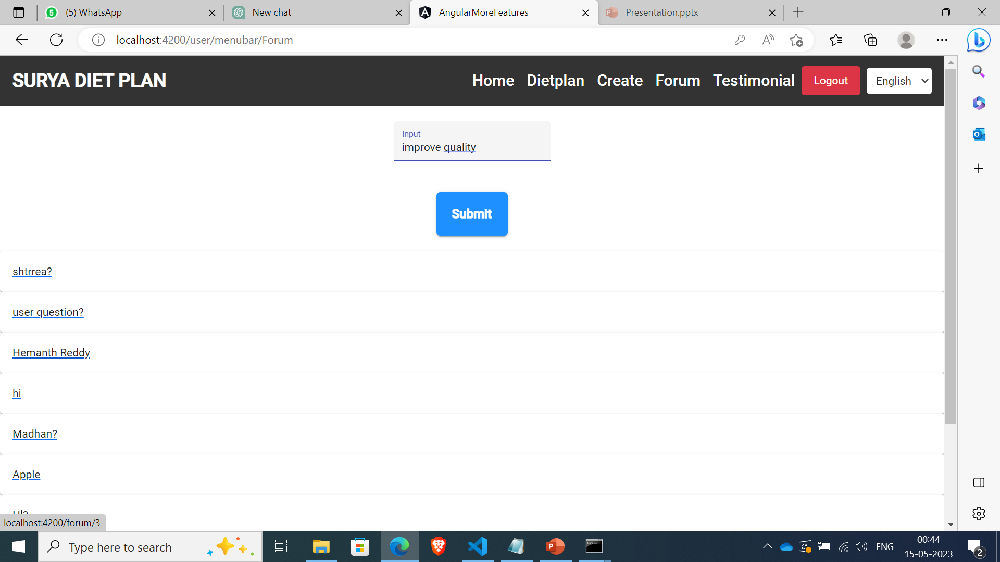 (5) WhatsApp
New chat
AngularMoreFeatures
Presentation.pptx
localhost:4200/user/menubar/Forum
SURYA DIET PLAN
Home Dietplan Create Forum Testimonial Logout English
Input
improve quality
Submit
shtrrea?
user question?
Hemanth Reddy
hi
Madhan?
Apple
localhost:4200/forum/3
Type here to search
ENG
00:44
15-05-2023
2